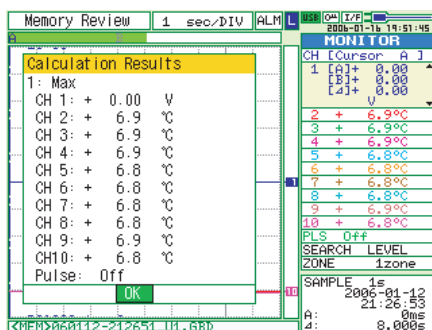 Memory Review 1 sec/DIV ALM L USB I/F
2006-01-16 19:51:45
A
MONITOR
CH [Cursor A ]
1 [A]+ 0.00
[B]+ 0.00
[⊿]+ 0.00
V
2 + 6.9℃
3 + 6.9℃
4 + 6.9℃
5 + 6.8℃
6 + 6.8℃
7 + 6.8℃
8 + 6.8℃
9 + 6.9℃
10 + 6.8℃
PLS Off
SEARCH LEVEL
ZONE 1zone
SAMPLE 1s
2006-01-12
21:26:53
A: 0ms
⊿: 8.000s
Calculation Results
1: Max
CH 1: + 0.00 V
CH 2: + 6.9 ℃
CH 3: + 6.9 ℃
CH 4: + 6.9 ℃
CH 5: + 6.8 ℃
CH 6: + 6.8 ℃
CH 7: + 6.8 ℃
CH 8: + 6.8 ℃
CH 9: + 6.9 ℃
CH10: + 6.8 ℃
Pulse: Off
OK
1
10
<MEM>060112-212651_U1.GBD